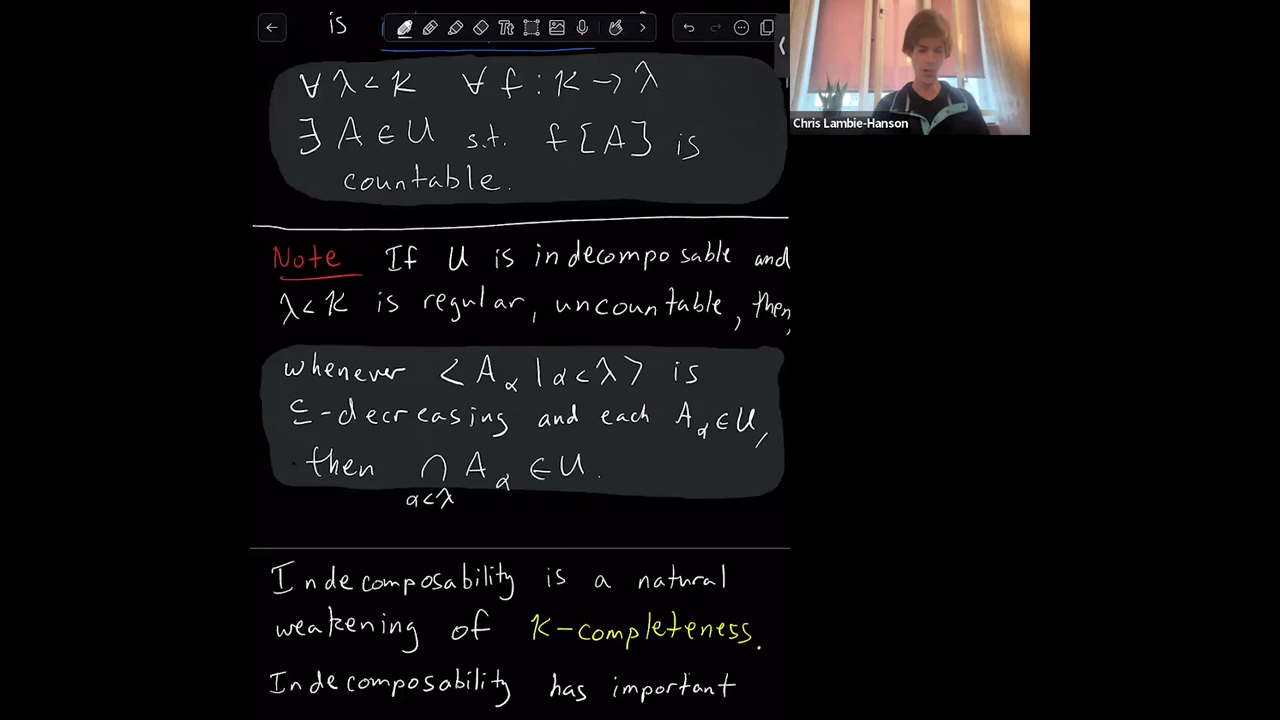 is
∀ λ < κ ∀ f : κ → λ
∃ A ∈ U s.t. f [A] is
countable.
Note If U is indecomposable and
λ < κ is regular, uncountable, then,
whenever < A_α | α < λ > is
⊆-decreasing and each A_α ∈ U,
then ∩ A_α ∈ U.
α < λ
Indecomposability is a natural
weakening of κ-completeness.
Indecomposability has important
Chris Lambie-Hanson